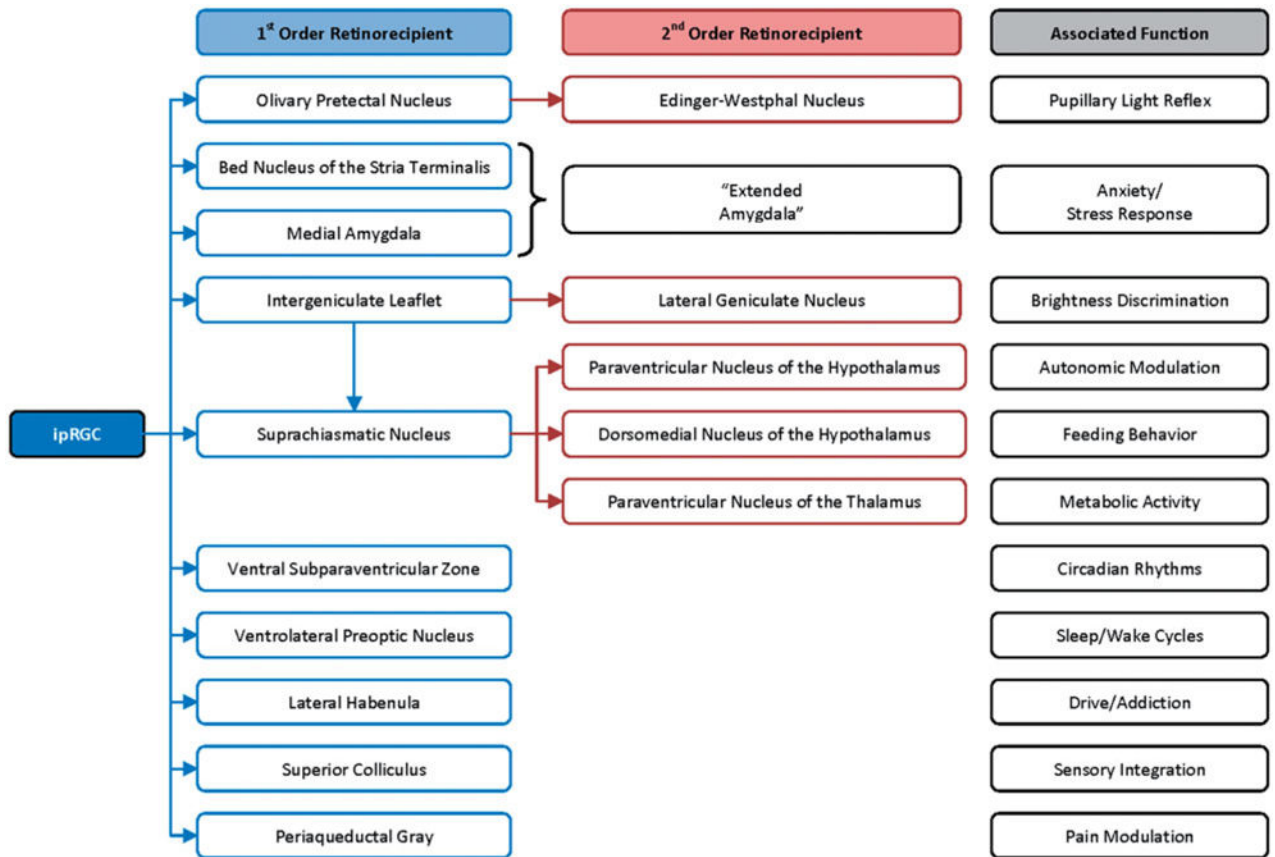 1st Order Retinorecipient
2nd Order Retinorecipient
Associated Function
Olivary Pretectal Nucleus
Edinger-Westphal Nucleus
Pupillary Light Reflex
Bed Nucleus of the Stria Terminalis
Medial Amygdala
"Extended
Amygdala"
Anxiety/
Stress Response
Intergeniculate Leaflet
Lateral Geniculate Nucleus
Brightness Discrimination
Paraventricular Nucleus of the Hypothalamus
Autonomic Modulation
ipRGC
Suprachiasmatic Nucleus
Dorsomedial Nucleus of the Hypothalamus
Feeding Behavior
Paraventricular Nucleus of the Thalamus
Metabolic Activity
Ventral Subparaventricular Zone
Circadian Rhythms
Ventrolateral Preoptic Nucleus
Sleep/Wake Cycles
Lateral Habenula
Drive/Addiction
Superior Colliculus
Sensory Integration
Periaqueductal Gray
Pain Modulation